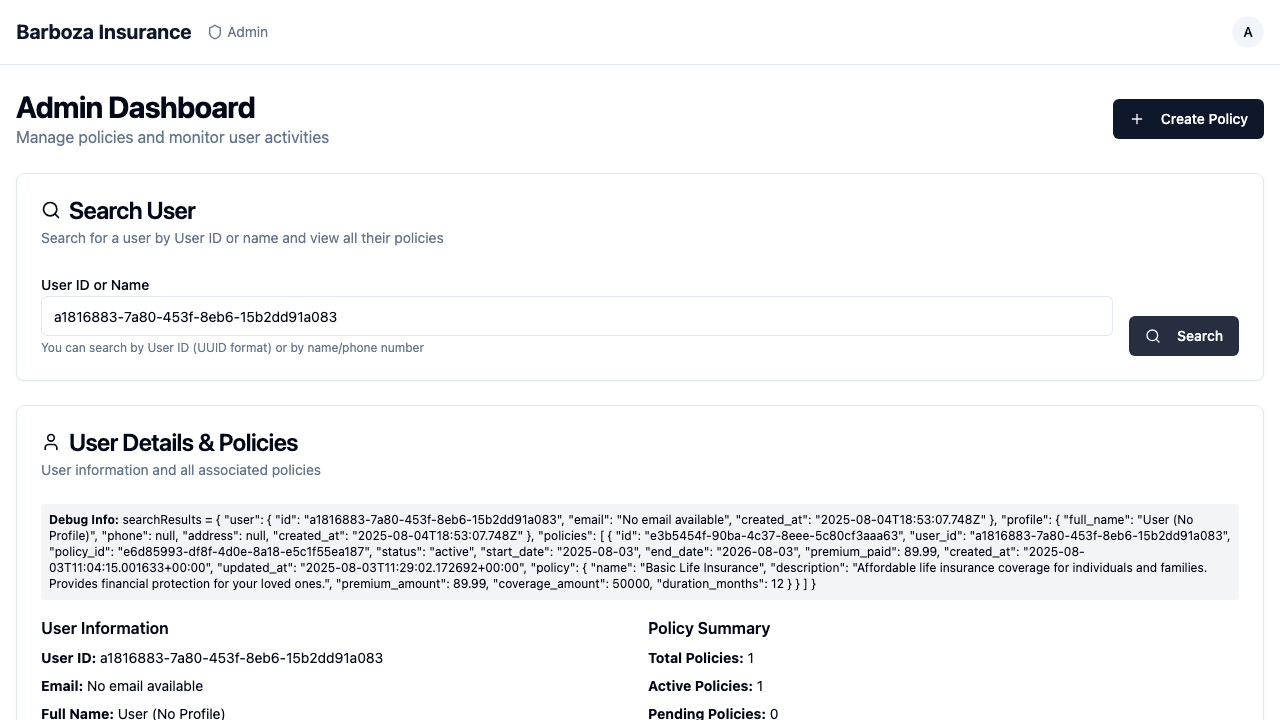 Barboza Insurance
Admin
A
Admin Dashboard
Manage policies and monitor user activities
Create Policy
Search User
Search for a user by User ID or name and view all their policies
User ID or Name
a1816883-7a80-453f-8eb6-15b2dd91a083
You can search by User ID (UUID format) or by name/phone number
Search
User Details & Policies
User information and all associated policies
Debug Info: searchResults = { "user": { "id": "a1816883-7a80-453f-8eb6-15b2dd91a083", "email": "No email available", "created_at": "2025-08-04T18:53:07.748Z" }, "profile": { "full_name": "User (No
Profile)", "phone": null, "address": null, "created_at": "2025-08-04T18:53:07.748Z" }, "policies": [ { "id": "e3b5454f-90ba-4c37-8eee-5c80cf3aaa63", "user_id": "a1816883-7a80-453f-8eb6-15b2dd91a083",
"policy_id": "e6d85993-df8f-4d0e-8a18-e5c1f55ea187", "status": "active", "start_date": "2025-08-03", "end_date": "2026-08-03", "premium_paid": 89.99, "created_at": "2025-08-
03T11:04:15.001633+00:00", "updated_at": "2025-08-03T11:29:02.172692+00:00", "policy": { "name": "Basic Life Insurance", "description": "Affordable life insurance coverage for individuals and families.
Provides financial protection for your loved ones.", "premium_amount": 89.99, "coverage_amount": 50000, "duration_months": 12 } } ] }
User Information
User ID: a1816883-7a80-453f-8eb6-15b2dd91a083
Email: No email available
Full Name: User (No Profile)
Policy Summary
Total Policies: 1
Active Policies: 1
Pending Policies: 0